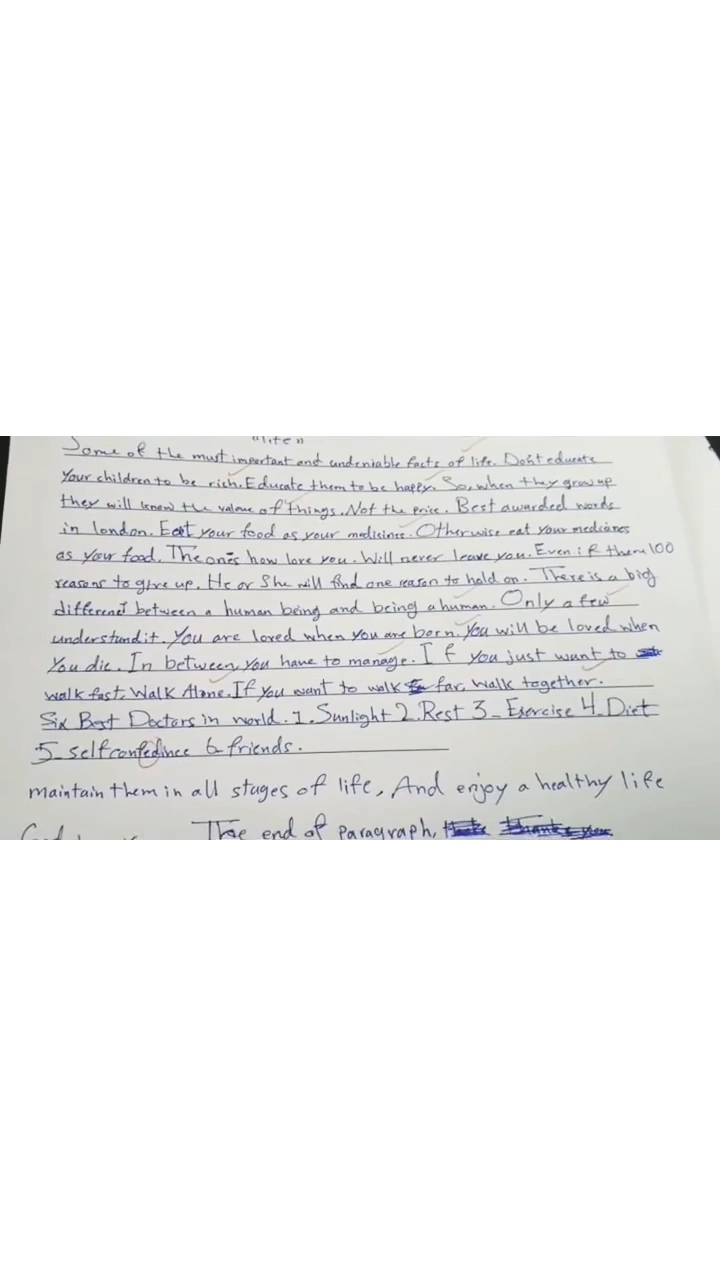 "life"
Some of the must important and undeniable facts of life. Don't educate
Your children to be rich. Educate them to be happy. So, when they grow up
they will know the value of things. Not the price. Best awarded words
in london. Eat your food as your medicines. Otherwise eat your medicines
as your food. The ones how love you. Will never leave you. Even if there 100
reasons to give up. He or She will find one reason to hold on. There is a big
different between a human being and being a human. Only a few
understund it. You are loved when you are born. You will be loved when
You die. In between you have to manage. If you just want to
walk fast, Walk Alone. If you want to walk far, walk together.
Six Best Doctors in world. 1. Sunlight 2. Rest 3_ Exercise 4_ Diet
5_ self confedince 6_ friends.
maintain them in all stages of life, And enjoy a healthy life
The end of paragraph,